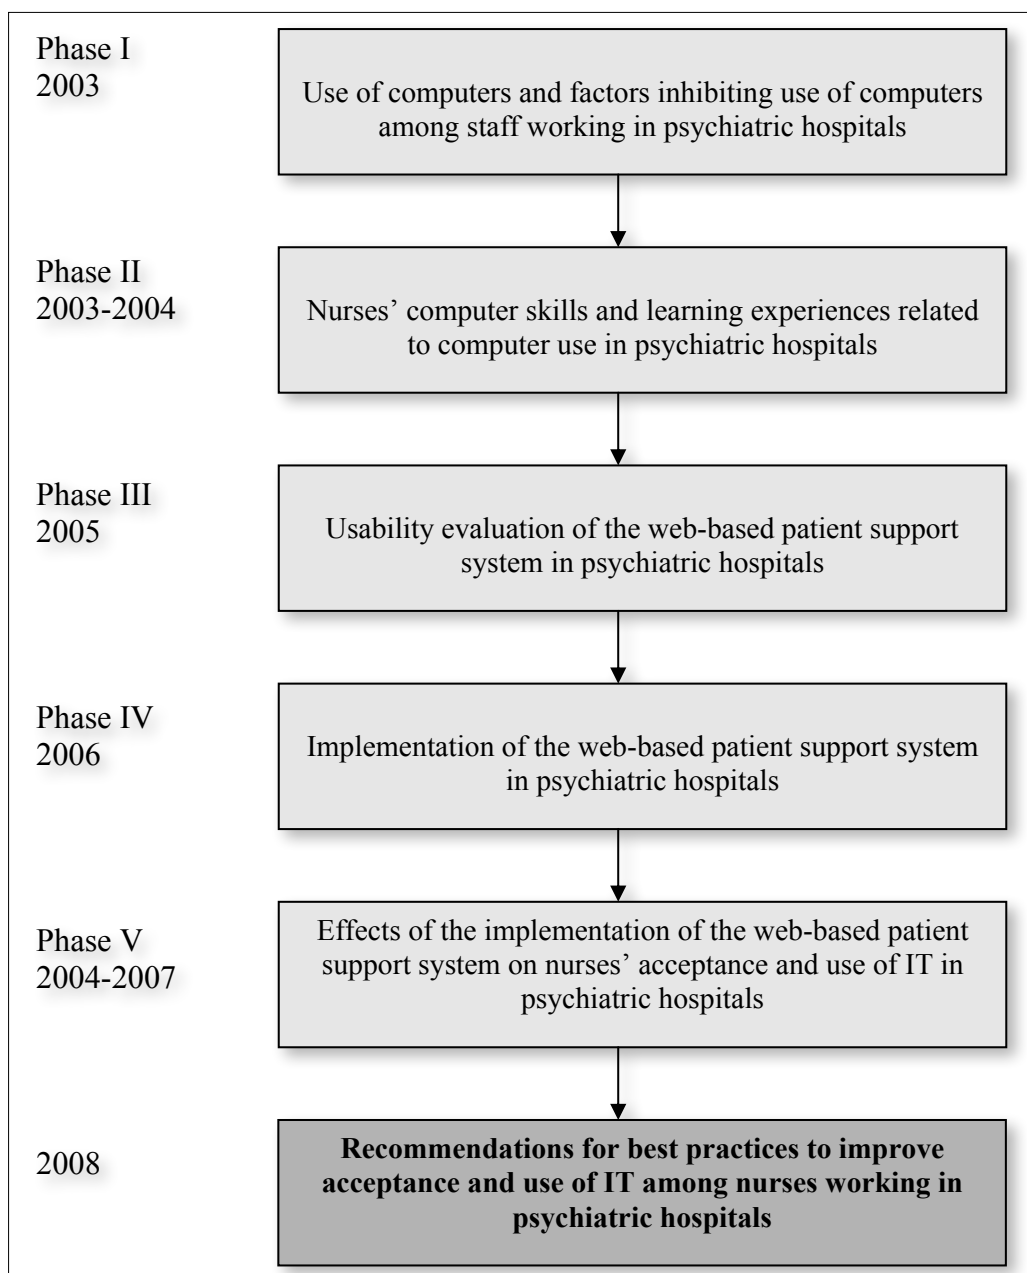 Phase I
2003
Use of computers and factors inhibiting use of computers
among staff working in psychiatric hospitals
Phase II
2003-2004
Nurses’ computer skills and learning experiences related
to computer use in psychiatric hospitals
Phase III
2005
Usability evaluation of the web-based patient support
system in psychiatric hospitals
Phase IV
2006
Implementation of the web-based patient support system
in psychiatric hospitals
Phase V
2004-2007
Effects of the implementation of the web-based patient
support system on nurses’ acceptance and use of IT in
psychiatric hospitals
2008
Recommendations for best practices to improve
acceptance and use of IT among nurses working in
psychiatric hospitals